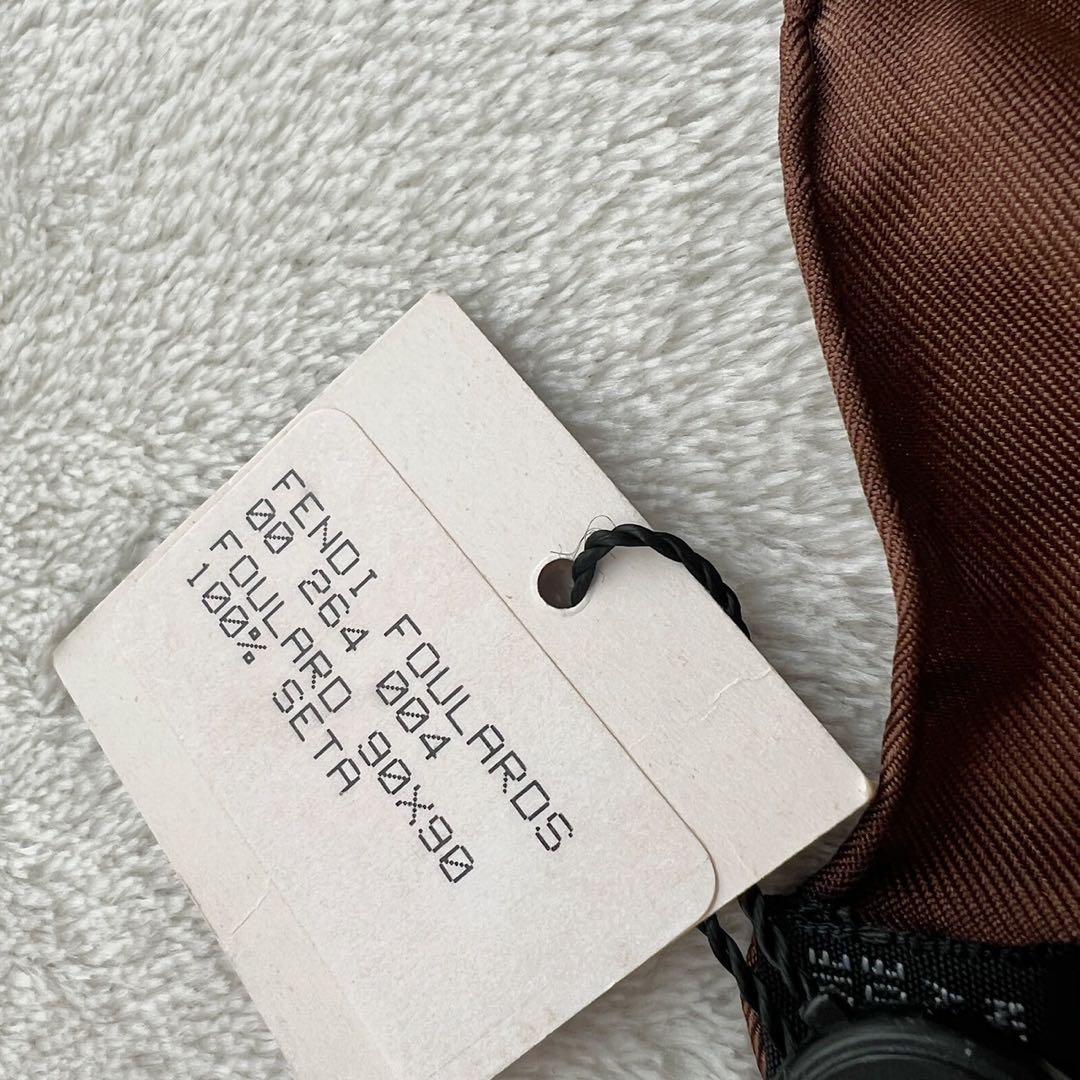 FENDI FOULARDS
00 264 004
FOULARD 90X90
100% SETA